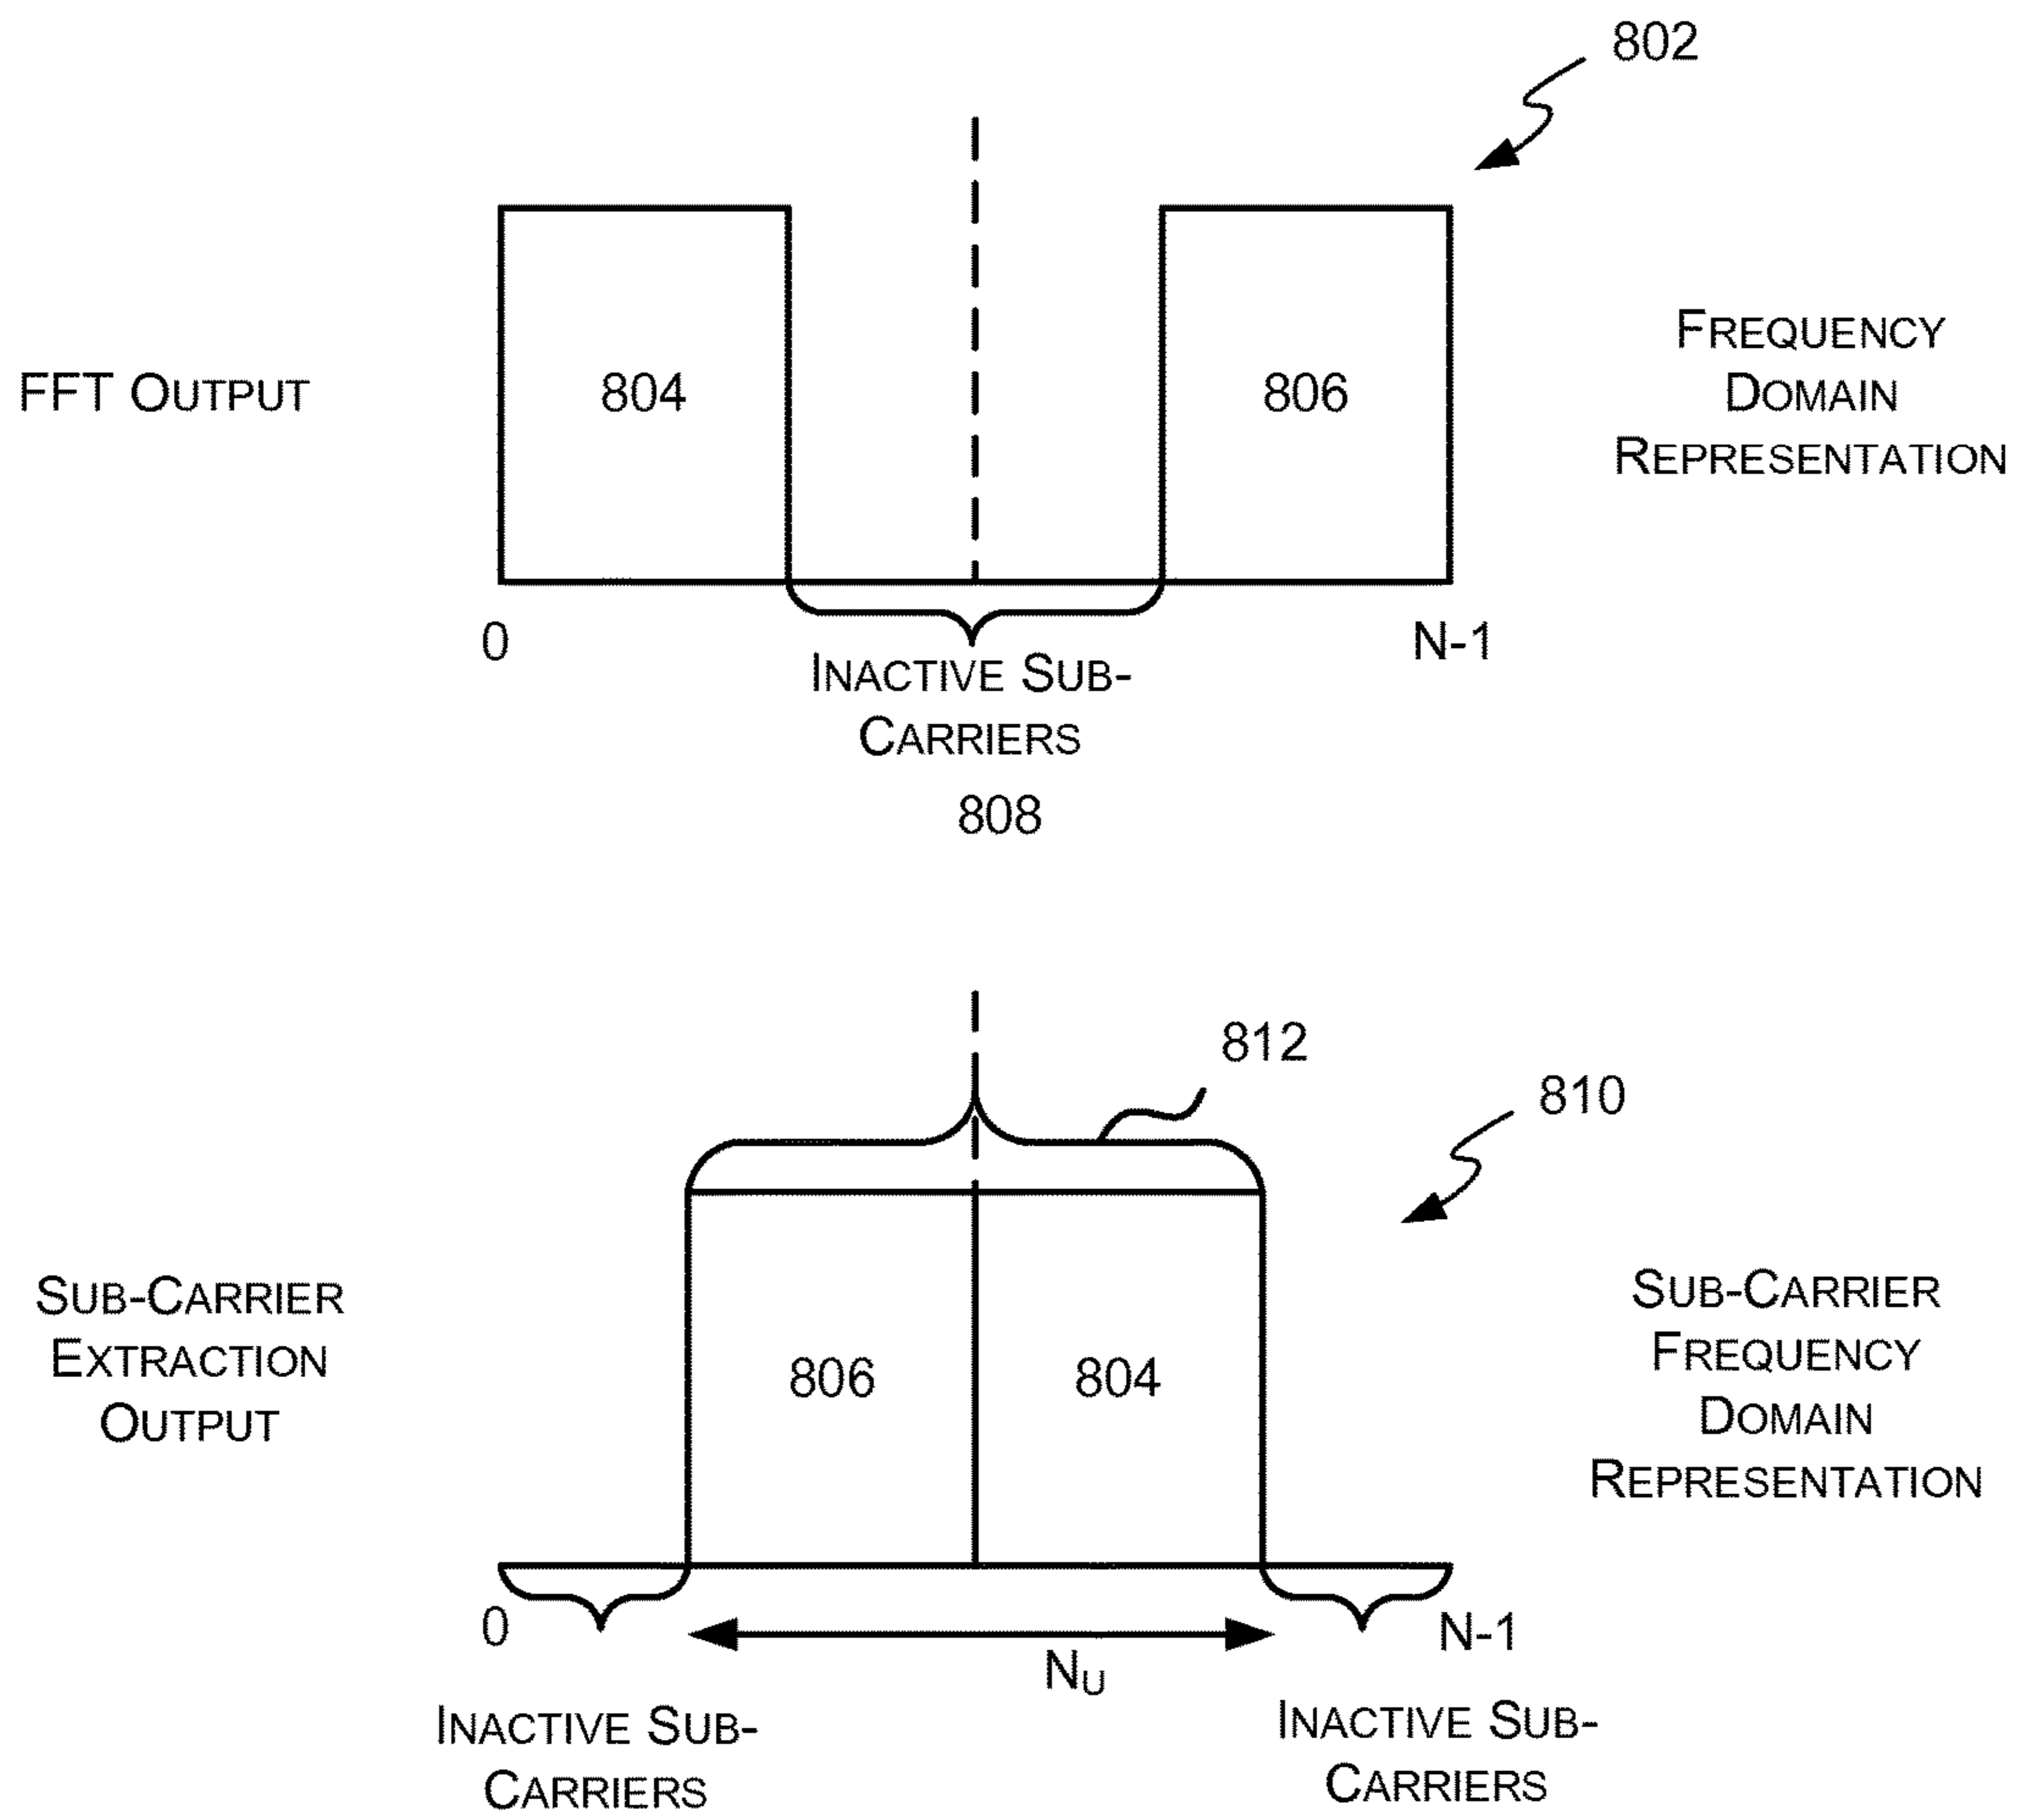 802
FFT OUTPUT
804
806
FREQUENCY
DOMAIN
REPRESENTATION
0
N-1
INACTIVE SUB-
CARRIERS
808
812
810
SUB-CARRIER
EXTRACTION
OUTPUT
806
804
SUB-CARRIER
FREQUENCY
DOMAIN
REPRESENTATION
0
NU
N-1
INACTIVE SUB-
CARRIERS
INACTIVE SUB-
CARRIERS